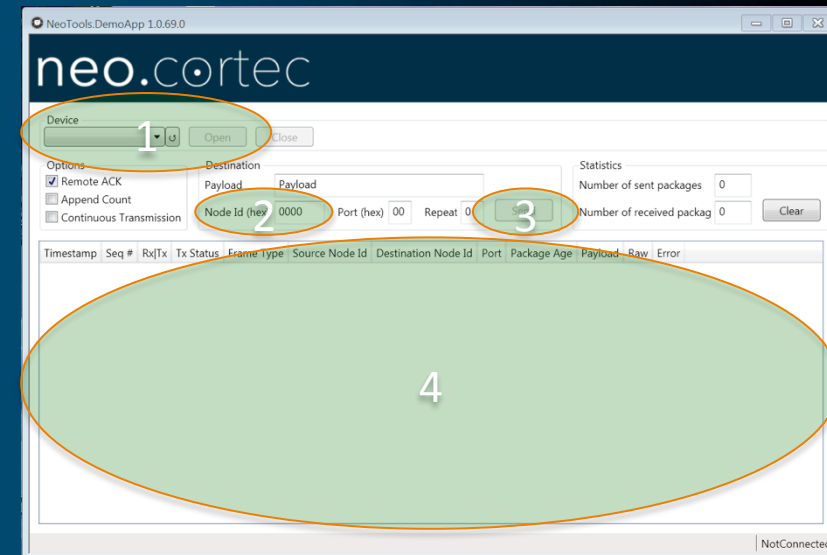 NeoTools.DemoApp 1.0.69.0
neo.cortec
Device
1
Open
Close
Options
Destination
Statistics
Remote ACK
Payload
Payload
Number of sent packages
0
Append Count
Continuous Transmission
Node Id (hex
0000
2
Port (hex)
00
Repeat
0
3
Number of received packag
0
Clear
Timestamp Seq # Rx|Tx Tx Status Frame Type Source Node Id Destination Node Id Port Package Age Payload Raw Error
4
NotConnected